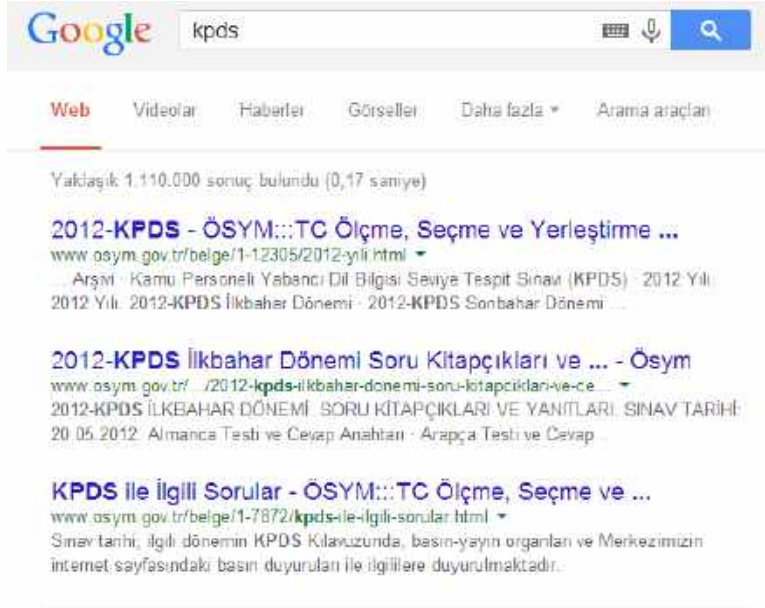 Google kpds
Web Videolar Haberler Görseller Daha fazla Arama araçları
Yaklaşık 1.110.000 sonuç bulundu (0,17 saniye)
2012-KPDS - ÖSYM:::TC Ölçme, Seçme ve Yerleştirme ...
www.osym.gov.tr/belge/1-12305/2012-yili.html
... Arşivi · Kamu Personeli Yabancı Dil Bilgisi Seviye Tespit Sınavı (KPDS) · 2012 Yılı.
2012 Yılı. 2012-KPDS İlkbahar Dönemi · 2012-KPDS Sonbahar Dönemi ...
2012-KPDS İlkbahar Dönemi Soru Kitapçıkları ve ... - Ösym
www.osym.gov.tr/.../2012-kpds-ilkbahar-donemi-soru-kitapciklari-ve-ce...
2012-KPDS İLKBAHAR DÖNEMİ. SORU KİTAPÇIKLARI VE YANITLARI. SINAV TARİHİ:
20.05.2012. Almanca Testi ve Cevap Anahtarı · Arapça Testi ve Cevap ...
KPDS ile İlgili Sorular - ÖSYM:::TC Ölçme, Seçme ve ...
www.osym.gov.tr/belge/1-7872/kpds-ile-ilgili-sorular.html
Sınav tarihi, ilgili dönemin KPDS Kılavuzunda, basın-yayın organları ve Merkezimizin
internet sayfasındaki basın duyuruları ile ilgililere duyurulmaktadır.